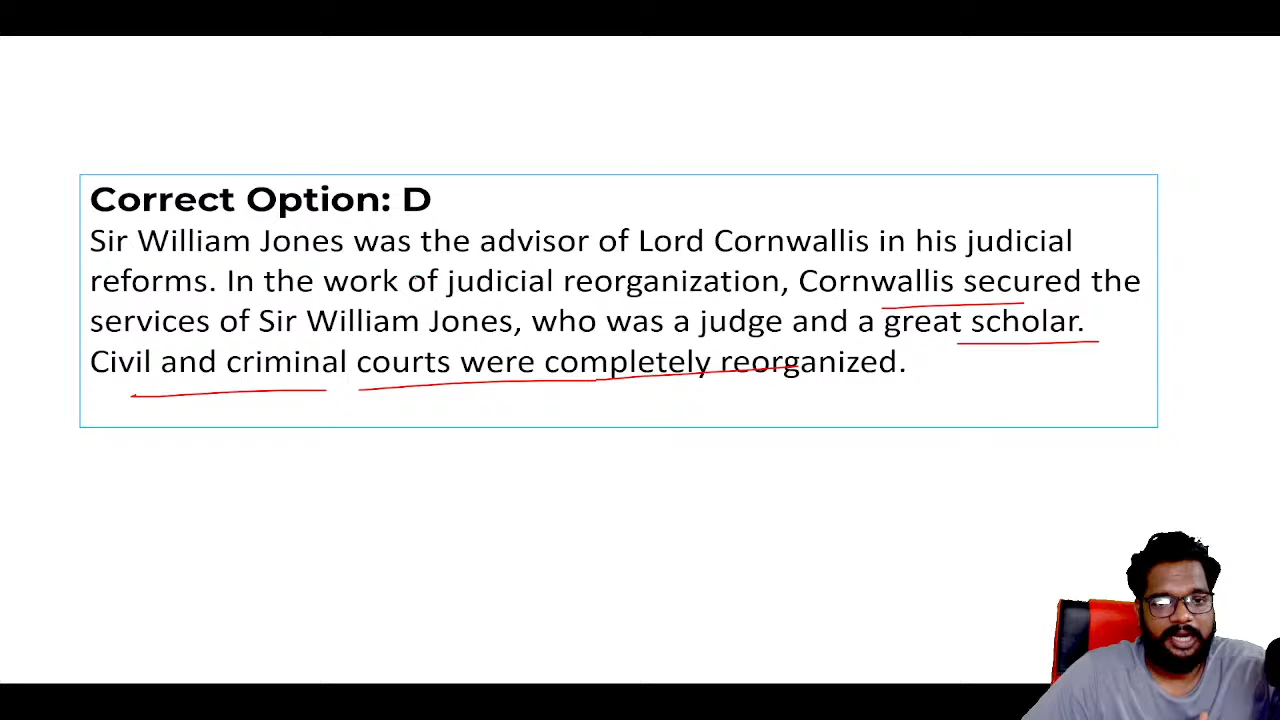 Correct Option: D
Sir William Jones was the advisor of Lord Cornwallis in his judicial
reforms. In the work of judicial reorganization, Cornwallis secured the
services of Sir William Jones, who was a judge and a great scholar.
Civil and criminal courts were completely reorganized.